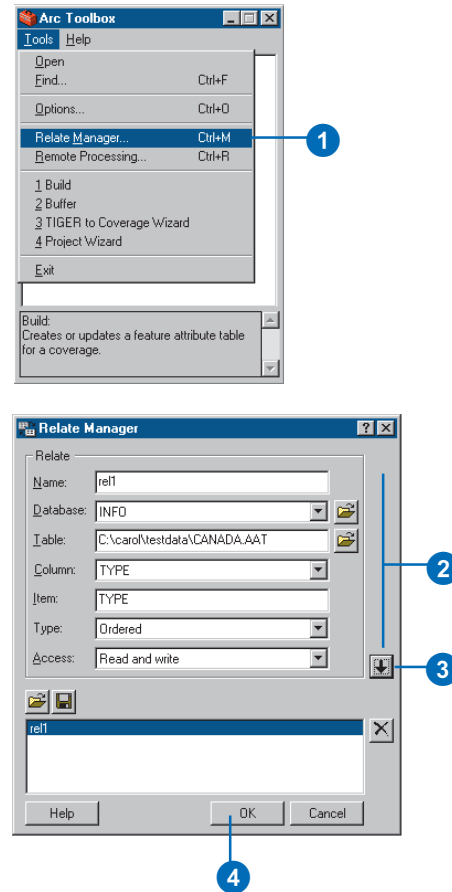 Arc Toolbox
Tools Help
Open
Find... Ctrl+F
Options... Ctrl+O
Relate Manager... Ctrl+M
1
Remote Processing... Ctrl+R
1 Build
2 Buffer
3 TIGER to Coverage Wizard
4 Project Wizard
Exit
Build:
Creates or updates a feature attribute table
for a coverage.
Relate Manager
Relate
Name: rel1
Database: INFO
Table: C:\carol\testdata\CANADA.AAT
Column: TYPE
2
Item: TYPE
Type: Ordered
Access: Read and write
3
rel1
Help OK Cancel
4